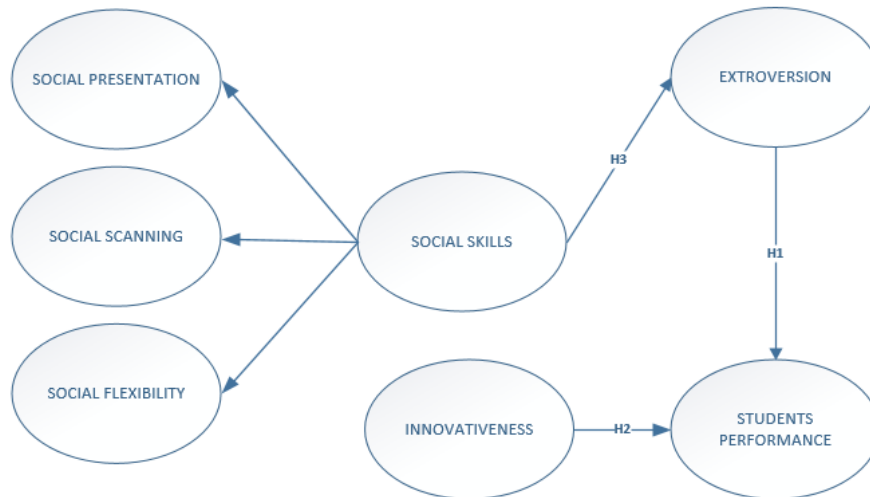 SOCIAL PRESENTATION
EXTROVERSION
H3
SOCIAL SCANNING
SOCIAL SKILLS
H1
SOCIAL FLEXIBILITY
INNOVATIVENESS
H2
STUDENTS
PERFORMANCE